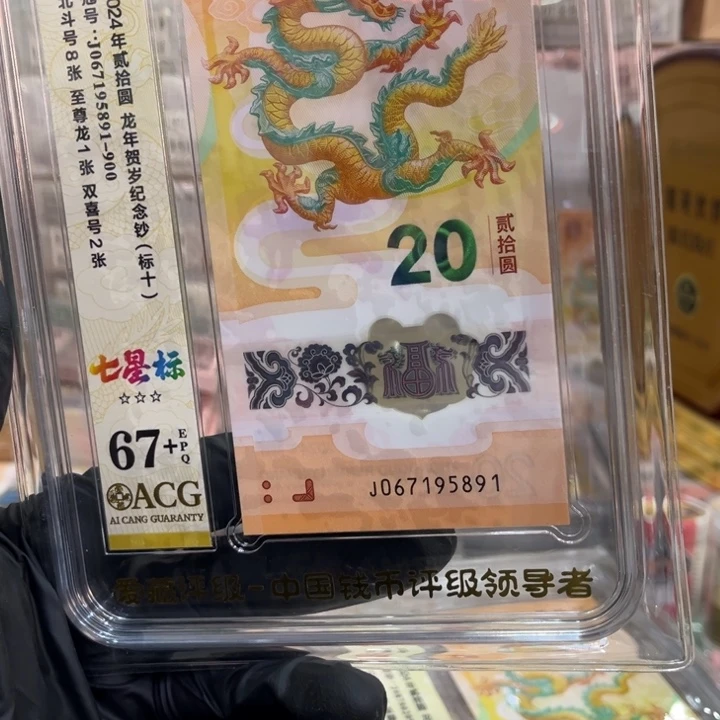 2024年贰拾圆 龙年贺岁纪念钞(标十)
冠号:J067195891-900
北斗号8张 至尊龙1张 双喜号2张
七星标
☆☆☆
67+EPQ
ACG
AI CANG GUARANTY
20
贰拾圆
J067195891
爱藏评级-中国钱币评级领导者